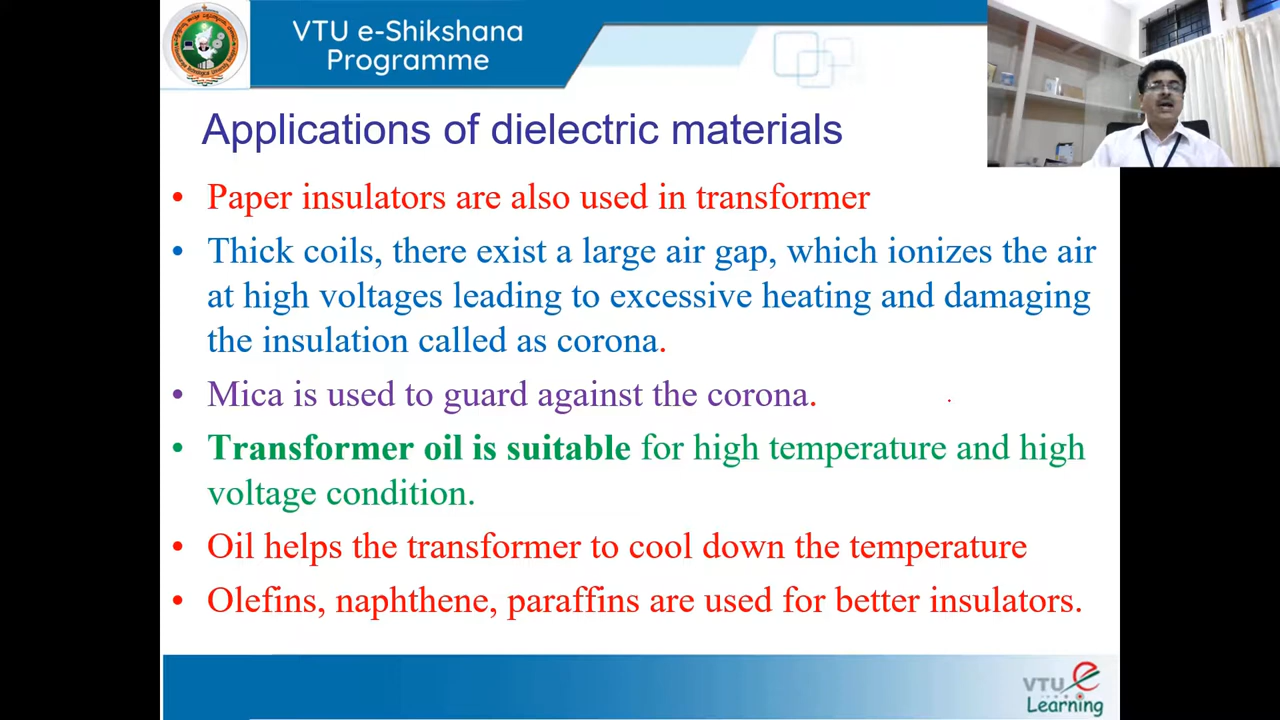 VTU e-Shikshana
Programme
Applications of dielectric materials
• Paper insulators are also used in transformer
• Thick coils, there exist a large air gap, which ionizes the air
at high voltages leading to excessive heating and damaging
the insulation called as corona.
• Mica is used to guard against the corona.
• Transformer oil is suitable for high temperature and high
voltage condition.
• Oil helps the transformer to cool down the temperature
• Olefins, naphthene, paraffins are used for better insulators.
VTU e
Learning